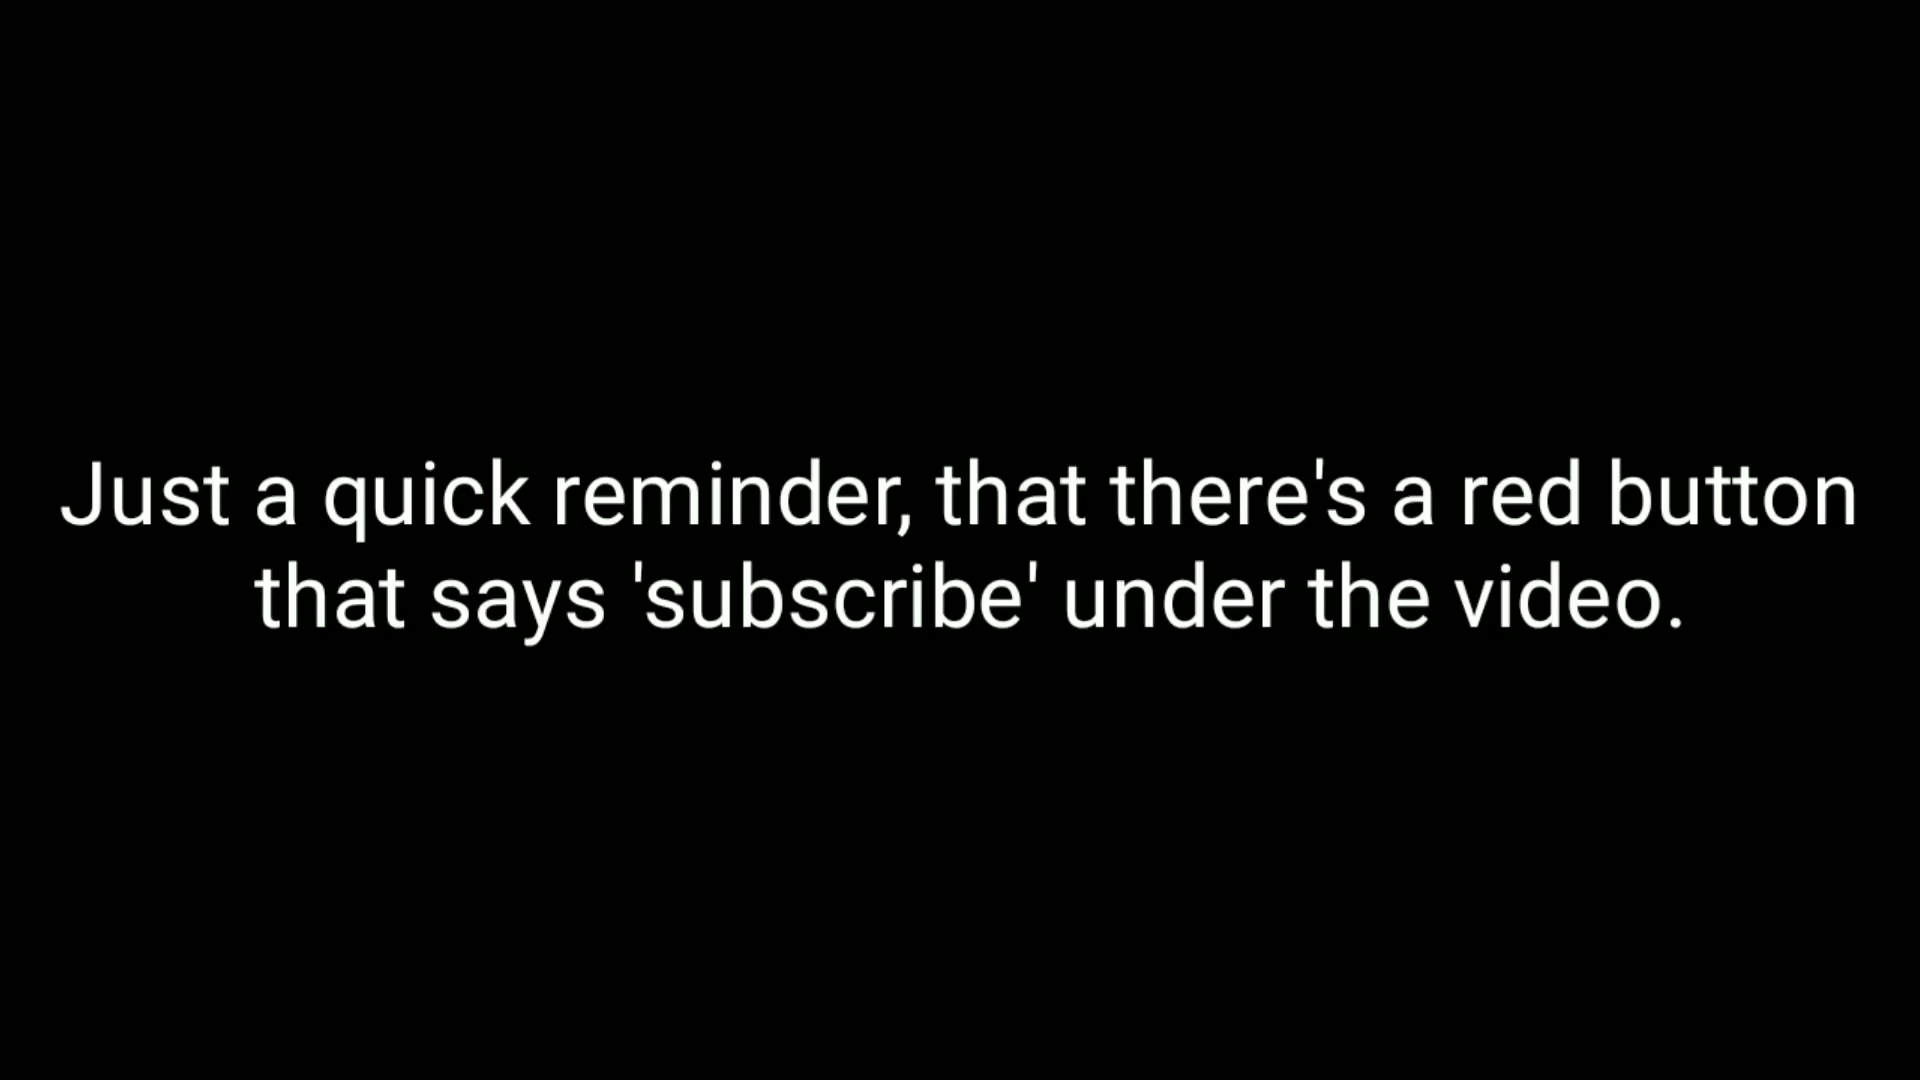 Just a quick reminder, that there's a red button
that says 'subscribe' under the video.